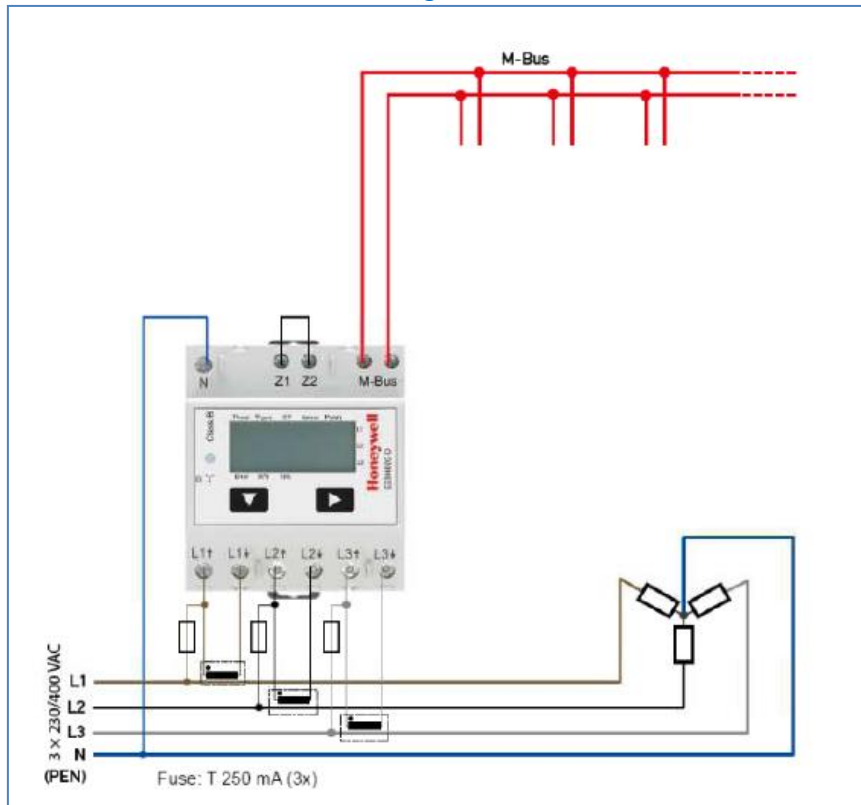 M-Bus
N
Z1 Z2
M-Bus
Class B
Honeywell
L1↑ L1↓ L2↑ L2↓ L3↑ L3↓
3 x 230/400 VAC
L1
L2
L3
N
(PEN)
Fuse: T 250 mA (3x)